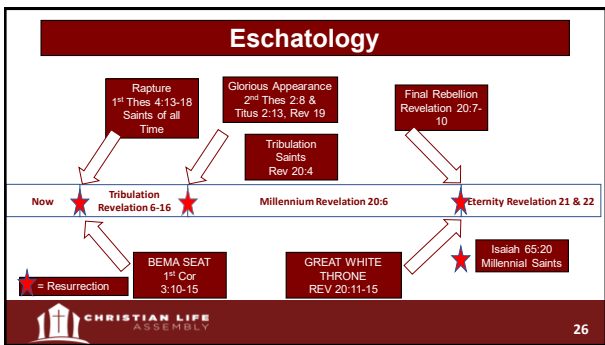 Eschatology
Rapture
1st Thes 4:13-18
Saints of all
Time
Glorious Appearance
2nd Thes 2:8 &
Titus 2:13, Rev 19
Final Rebellion
Revelation 20:7-
10
Tribulation
Saints
Rev 20:4
Now
Tribulation
Revelation 6-16
Millennium Revelation 20:6
Eternity Revelation 21 & 22
BEMA SEAT
1st Cor
3:10-15
GREAT WHITE
THRONE
REV 20:11-15
Isaiah 65:20
Millennial Saints
= Resurrection
CHRISTIAN LIFE
ASSEMBLY
26